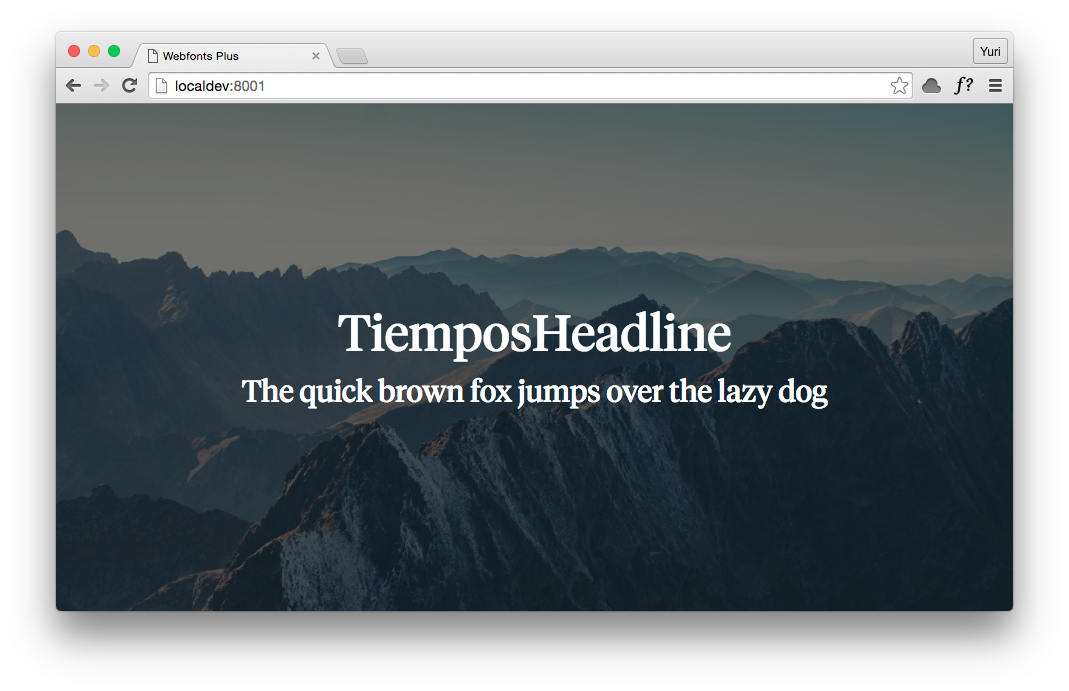 Webfonts Plus
Yuri
localdev:8001
f?
TiemposHeadline
The quick brown fox jumps over the lazy dog